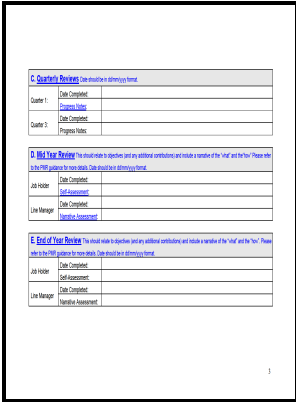 C. Quarterly Reviews Date should be in dd/mm/yyyy format.
Quarter 1:
Date Completed:
Progress Notes:
Quarter 3:
Date Completed:
Progress Notes:
D. Mid Year Review This should relate to objectives (and any additional contributions) and include a narrative of the "what" and the "how" Please refer
to the PMR guidance for more details. Date should be in dd/mm/yyyy format.
Job Holder
Date Completed:
Self-Assessment:
Line Manager
Date Completed:
Narrative Assessment:
E. End of Year Review This should relate to objectives (and any additional contributions) and include a narrative of the "what" and the "how". Please
refer to the PMR guidance for more details. Date should be in dd/mm/yyyy format.
Job Holder
Date Completed:
Self-Assessment:
Line Manager
Date Completed:
Narrative Assessment:
3